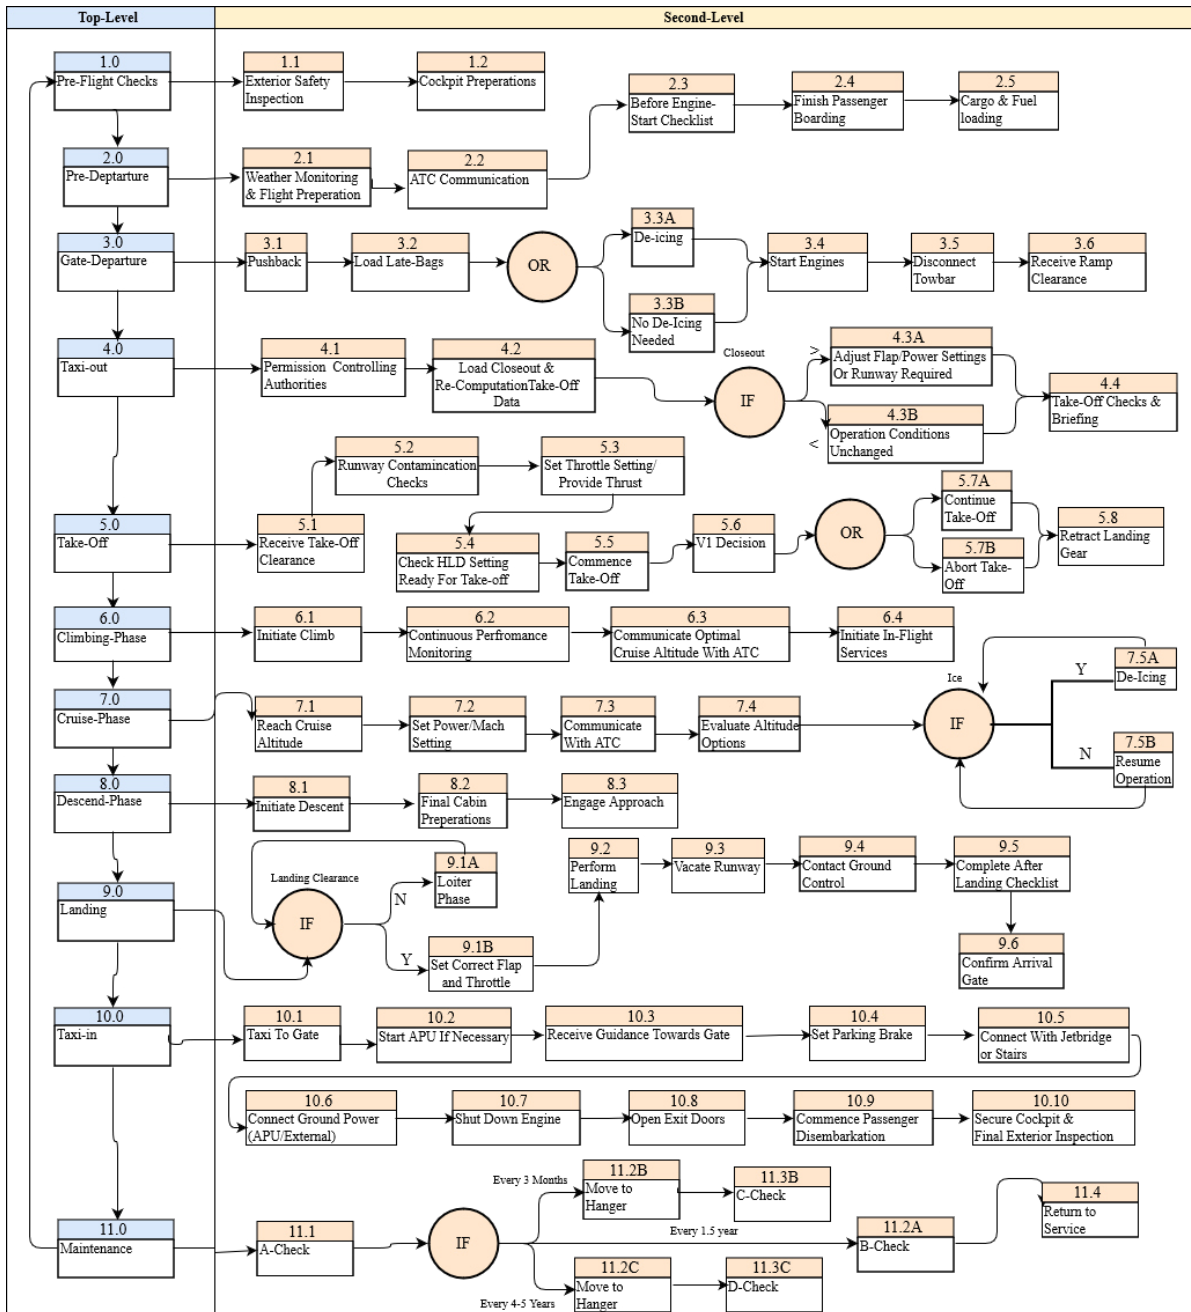 Top-Level
Second-Level
1.0
Pre-Flight Checks
1.1
Exterior Safety
Inspection
1.2
Cockpit Preperations
2.3
Before Engine-
Start Checklist
2.4
Finish Passenger
Boarding
2.5
Cargo & Fuel
loading
2.0
Pre-Departure
2.1
Weather Monitoring
& Flight Preperation
2.2
ATC Communication
3.0
Gate-Departure
3.1
Pushback
3.2
Load Late-Bags
OR
3.3A
De-icing
3.3B
No De-Icing
Needed
3.4
Start Engines
3.5
Disconnect
Towbar
3.6
Receive Ramp
Clearance
4.0
Taxi-out
4.1
Permission Controlling
Authorities
4.2
Load Closeout &
Re-ComputationTake-Off
Data
Closeout
IF
>
4.3A
Adjust Flap/Power Settings
Or Runway Required
<
4.3B
Operation Conditions
Unchanged
4.4
Take-Off Checks &
Briefing
5.0
Take-Off
5.1
Receive Take-Off
Clearance
5.2
Runway Contamincation
Checks
5.3
Set Throttle Setting/
Provide Thrust
5.4
Check HLD Setting
Ready For Take-off
5.5
Commence
Take-Off
5.6
V1 Decision
OR
5.7A
Continue
Take-Off
5.7B
Abort Take-
Off
5.8
Retract Landing
Gear
6.0
Climbing-Phase
6.1
Initiate Climb
6.2
Continuous Perfromance
Monitoring
6.3
Communicate Optimal
Cruise Altitude With ATC
6.4
Initiate In-Flight
Services
7.0
Cruise-Phase
7.1
Reach Cruise
Altitude
7.2
Set Power/Mach
Setting
7.3
Communicate
With ATC
7.4
Evaluate Altitude
Options
Ice
IF
Y
7.5A
De-Icing
N
7.5B
Resume
Operation
8.0
Descend-Phase
8.1
Initiate Descent
8.2
Final Cabin
Preperations
8.3
Engage Approach
9.0
Landing
Landing Clearance
IF
N
9.1A
Loiter
Phase
Y
9.1B
Set Correct Flap
and Throttle
9.2
Perform
Landing
9.3
Vacate Runway
9.4
Contact Ground
Control
9.5
Complete After
Landing Checklist
9.6
Confirm Arrival
Gate
10.0
Taxi-in
10.1
Taxi To Gate
10.2
Start APU If Necessary
10.3
Receive Guidance Towards Gate
10.4
Set Parking Brake
10.5
Connect With Jetbridge
or Stairs
10.6
Connect Ground Power
(APU/External)
10.7
Shut Down Engine
10.8
Open Exit Doors
10.9
Commence Passenger
Disembarkation
10.10
Secure Cockpit &
Final Exterior Inspection
11.0
Maintenance
11.1
A-Check
IF
Every 3 Months
11.2B
Move to
Hanger
11.3B
C-Check
Every 1.5 year
11.2A
B-Check
11.4
Return to
Service
Every 4-5 Years
11.2C
Move to
Hanger
11.3C
D-Check